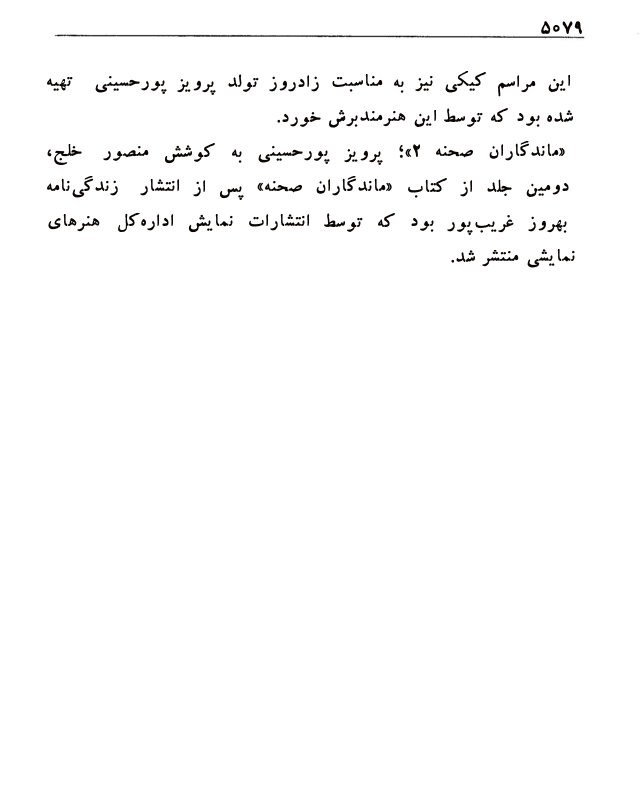 ۵۰۷۹
این مراسم کیکی نیز به مناسبت زادروز تولد پرویز پورحسینی تهیه
شده بود که توسط این هنرمندبرش خورد.
«ماندگاران صحنه ۲»؛ پرویز پورحسینی به کوشش منصور خلج،
دومین جلد از کتاب «ماندگاران صحنه» پس از انتشار زندگی‌نامه
بهروز غریب‌پور بود که توسط انتشارات نمایش اداره‌کل هنرهای
نمایشی منتشر شد.